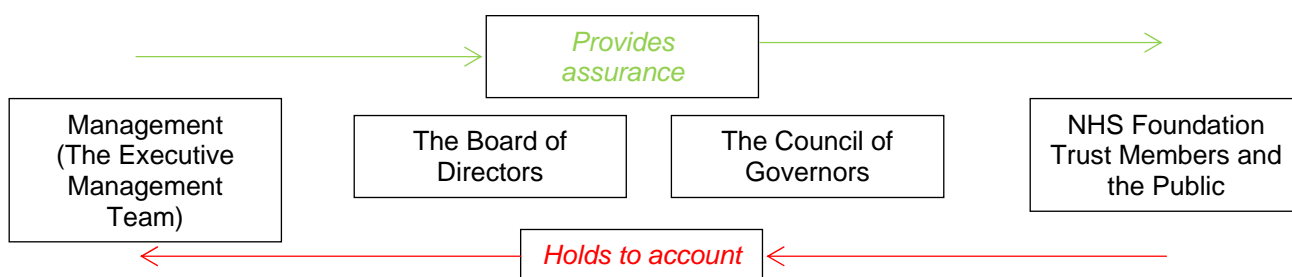 Provides
assurance
Management
(The Executive
Management
Team)
The Board of
Directors
The Council of
Governors
NHS Foundation
Trust Members and
the Public
Holds to account